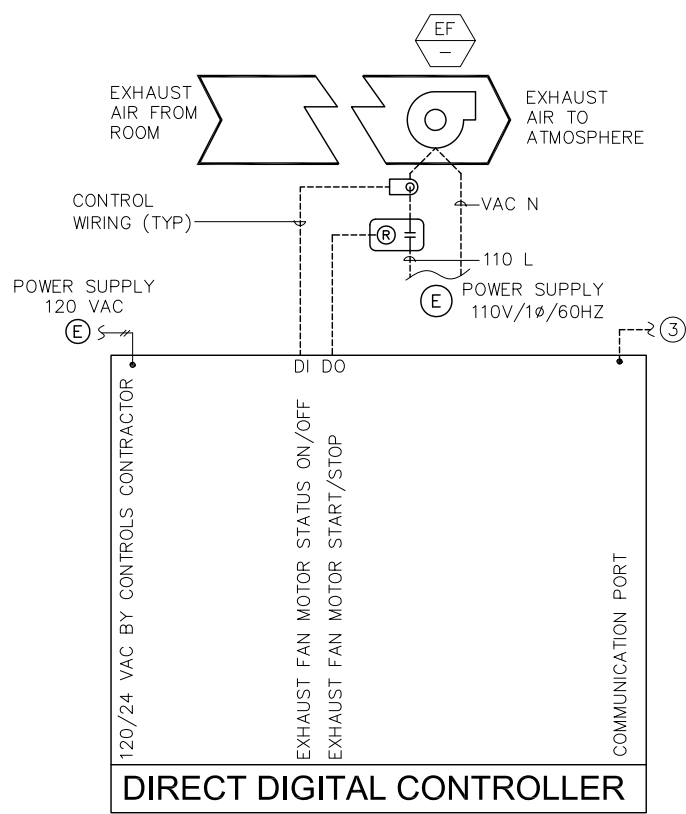 EF
–
EXHAUST
AIR FROM
ROOM
EXHAUST
AIR TO
ATMOSPHERE
CONTROL
WIRING (TYP)
VAC N
R
110 L
POWER SUPPLY
120 VAC
E
E
POWER SUPPLY
110V/1ø/60HZ
3
DI DO
120/24 VAC BY CONTROLS CONTRACTOR
EXHAUST FAN MOTOR STATUS ON/OFF
EXHAUST FAN MOTOR START/STOP
COMMUNICATION PORT
DIRECT DIGITAL CONTROLLER